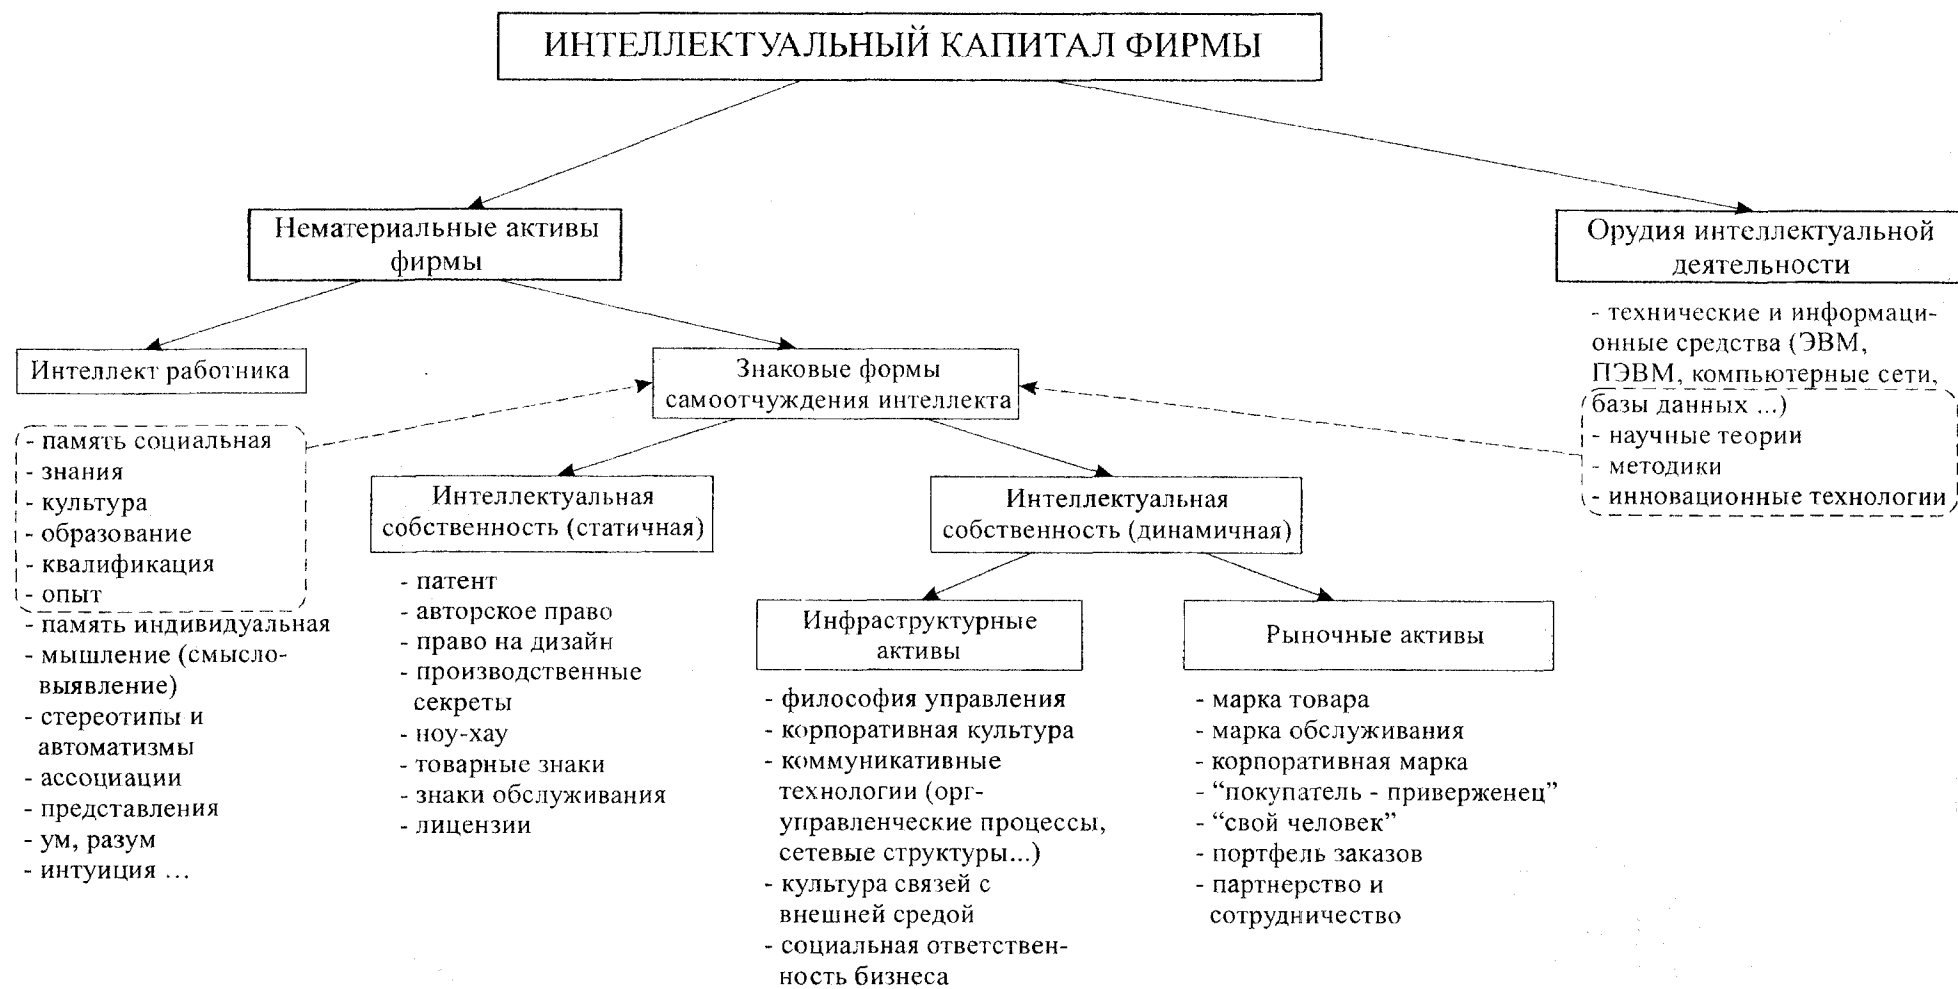 ИНТЕЛЛЕКТУАЛЬНЫЙ КАПИТАЛ ФИРМЫ
Нематериальные активы
фирмы
Орудия интеллектуальной
деятельности
- технические и информаци-
онные средства (ЭВМ,
ПЭВМ, компьютерные сети,
базы данных ...)
- научные теории
- методики
- инновационные технологии
Интеллект работника
- память социальная
- знания
- культура
- образование
- квалификация
- опыт
- память индивидуальная
- мышление (смысло-
выявление)
- стереотипы и
автоматизмы
- ассоциации
- представления
- ум, разум
- интуиция ...
Знаковые формы
самоотчуждения интеллекта
Интеллектуальная
собственность (статичная)
- патент
- авторское право
- право на дизайн
- производственные
секреты
- ноу-хау
- товарные знаки
- знаки обслуживания
- лицензии
Интеллектуальная
собственность (динамичная)
Инфраструктурные
активы
- философия управления
- корпоративная культура
- коммуникативные
технологии (орг-
управленческие процессы,
сетевые структуры...)
- культура связей с
внешней средой
- социальная ответствен-
ность бизнеса
Рыночные активы
- марка товара
- марка обслуживания
- корпоративная марка
- “покупатель - приверженец”
- “свой человек”
- портфель заказов
- партнерство и
сотрудничество